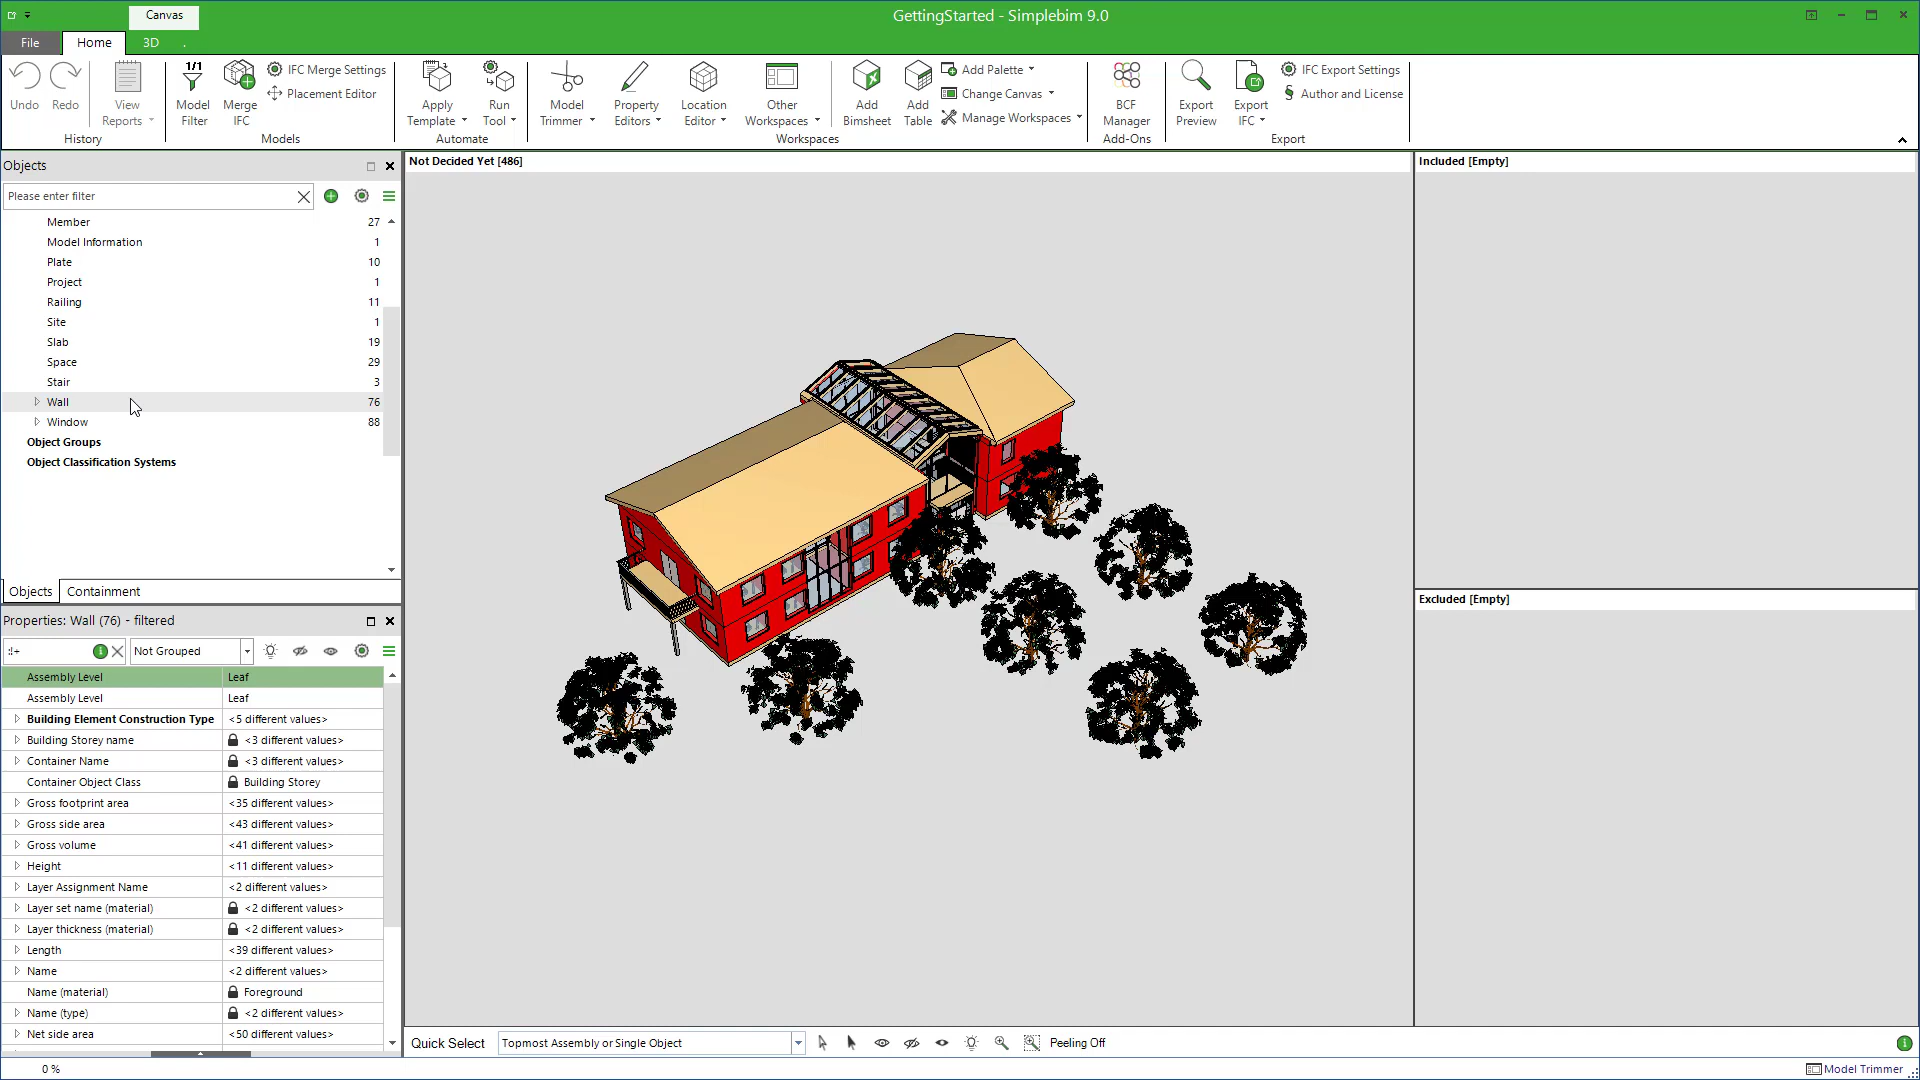 Canvas
GettingStarted - Simplebim 9.0
File
Home
3D
.
Undo
Redo
View
Reports
History
1/1
Model
Filter
Merge
IFC
IFC Merge Settings
Placement Editor
Models
Apply
Template
Run
Tool
Automate
Model
Trimmer
Property
Editors
Location
Editor
Other
Workspaces
Add
Bimsheet
Add
Table
Add Palette
Change Canvas
Manage Workspaces
Workspaces
BCF
Manager
Add-Ons
Export
Preview
Export
IFC
IFC Export Settings
Author and License
Export
Objects
Please enter filter
Member 27
Model Information 1
Plate 10
Project 1
Railing 11
Site 1
Slab 19
Space 29
Stair 3
Wall 76
Window 88
Object Groups
Object Classification Systems
Objects
Containment
Properties: Wall (76) - filtered
:!+
Not Grouped
Assembly Level Leaf
Assembly Level Leaf
Building Element Construction Type <5 different values>
Building Storey name <3 different values>
Container Name <3 different values>
Container Object Class Building Storey
Gross footprint area <35 different values>
Gross side area <43 different values>
Gross volume <41 different values>
Height <11 different values>
Layer Assignment Name <2 different values>
Layer set name (material) <2 different values>
Layer thickness (material) <2 different values>
Length <39 different values>
Name <2 different values>
Name (material) Foreground
Name (type) <2 different values>
Net side area <50 different values>
Not Decided Yet [486]
Included [Empty]
Excluded [Empty]
Quick Select
Topmost Assembly or Single Object
Peeling Off
0 %
Model Trimmer